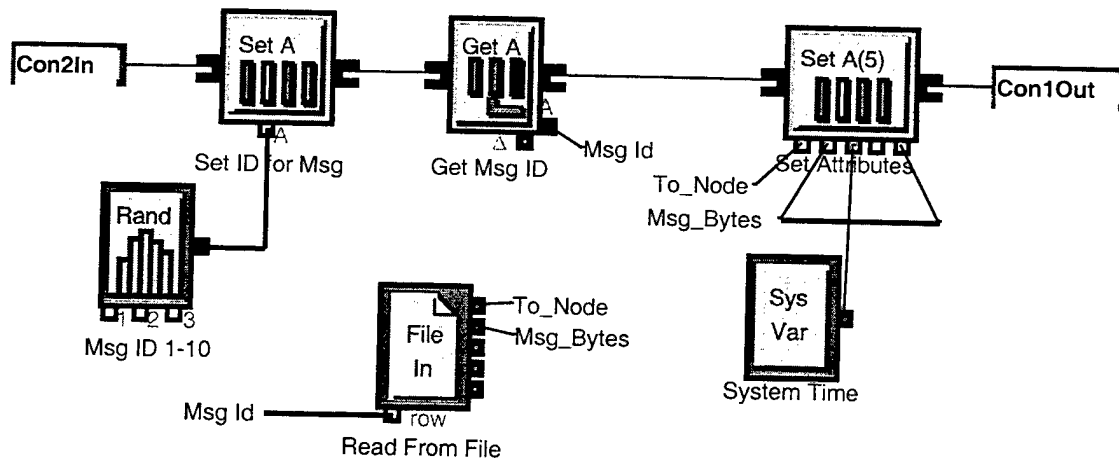 Con2In
Set A
A
Set ID for Msg
Get A
A
Δ
Get Msg ID
Msg Id
Set A(5)
Set Attributes
Con1Out
To_Node
Msg_Bytes
Rand
1 2 3
Msg ID 1-10
File
In
To_Node
Msg_Bytes
Msg Id
row
Read From File
Sys
Var
System Time